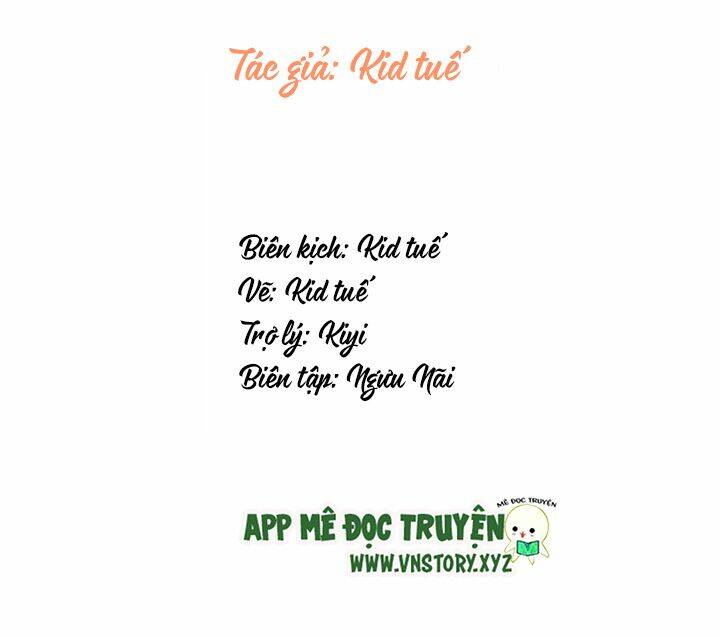 Tác giả: Kid tuế
Biên kịch: Kid tuế
Vẽ: Kid tuế
Trợ lý: Kiyi
Biên tập: Ngưu Nãi
MÊ ĐỌC TRUYỆN
APP MÊ ĐỌC TRUYỆN
WWW.VNSTORY.XYZ